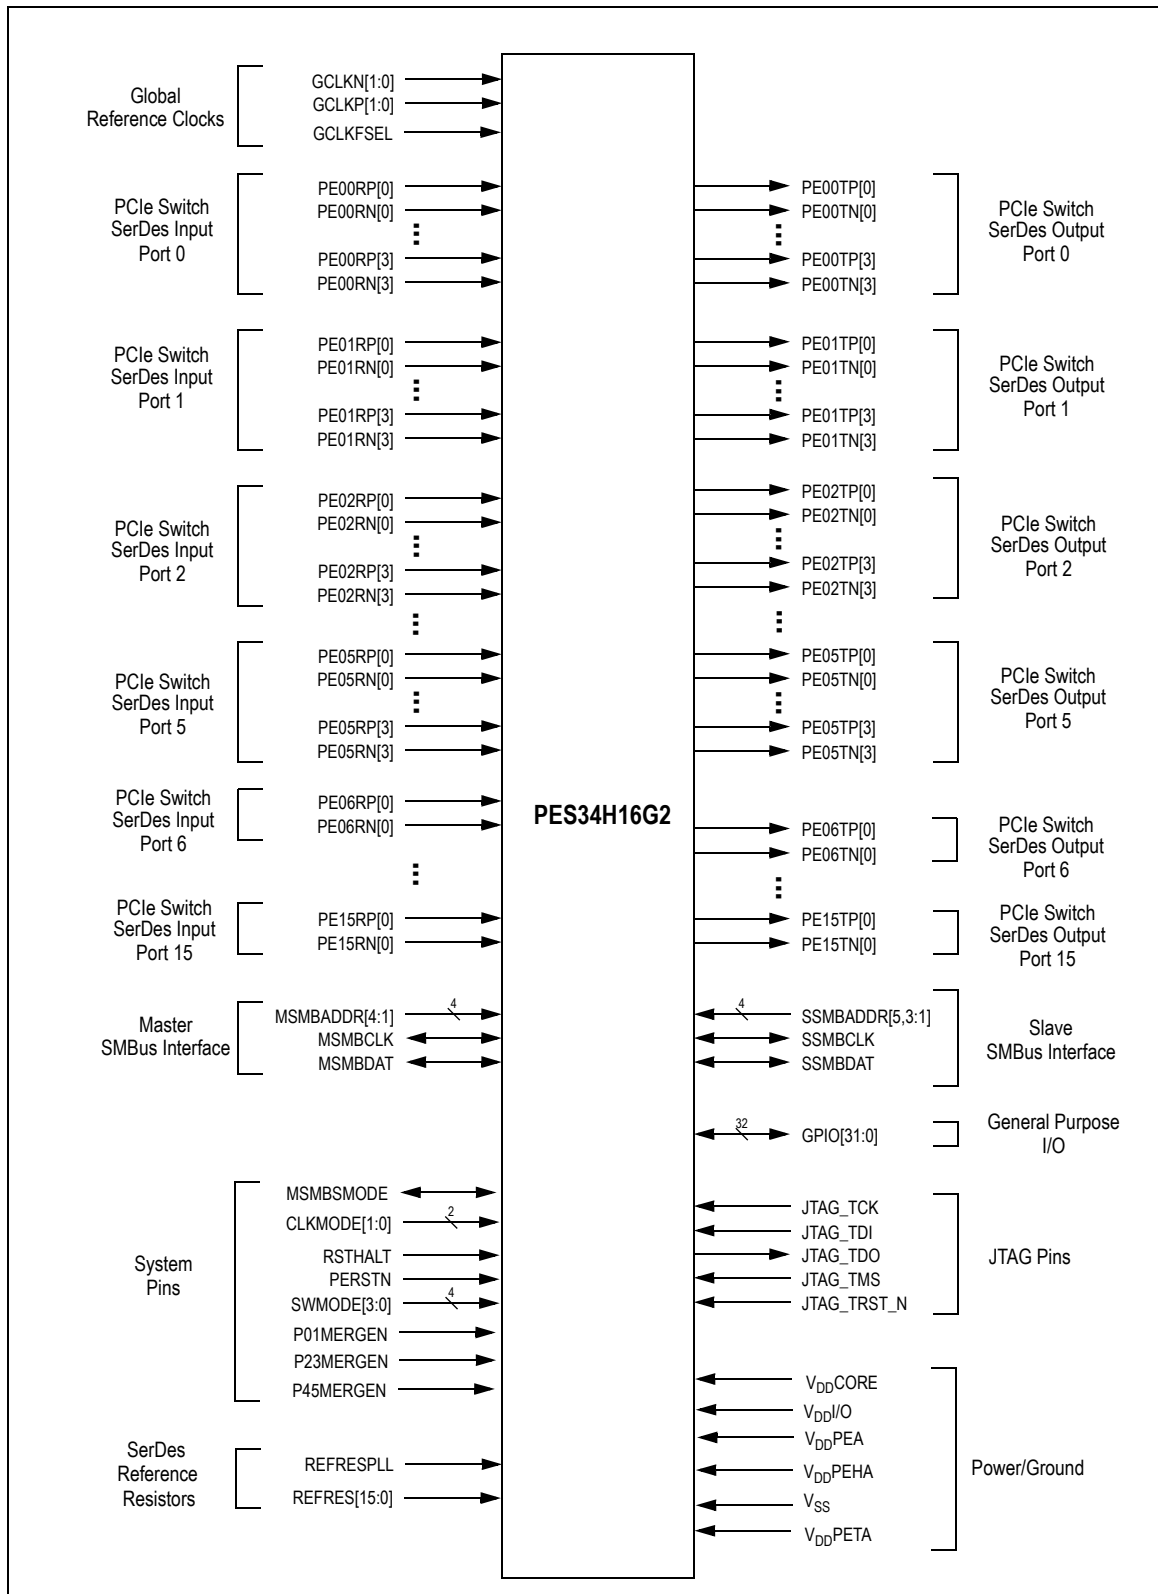 Global
Reference Clocks
GCLKN[1:0]
GCLKP[1:0]
GCLKFSEL
PCIe Switch
SerDes Input
Port 0
PE00RP[0]
PE00RN[0]
PE00RP[3]
PE00RN[3]
PCIe Switch
SerDes Input
Port 1
PE01RP[0]
PE01RN[0]
PE01RP[3]
PE01RN[3]
PCIe Switch
SerDes Input
Port 2
PE02RP[0]
PE02RN[0]
PE02RP[3]
PE02RN[3]
PCIe Switch
SerDes Input
Port 5
PE05RP[0]
PE05RN[0]
PE05RP[3]
PE05RN[3]
PCIe Switch
SerDes Input
Port 6
PE06RP[0]
PE06RN[0]
PCIe Switch
SerDes Input
Port 15
PE15RP[0]
PE15RN[0]
Master
SMBus Interface
MSMBADDR[4:1]
4
MSMBCLK
MSMBDAT
System
Pins
MSMBSMODE
CLKMODE[1:0]
2
RSTHALT
PERSTN
SWMODE[3:0]
4
P01MERGEN
P23MERGEN
P45MERGEN
SerDes
Reference
Resistors
REFRESPLL
REFRES[15:0]
PES34H16G2
PE00TP[0]
PE00TN[0]
PE00TP[3]
PE00TN[3]
PCIe Switch
SerDes Output
Port 0
PE01TP[0]
PE01TN[0]
PE01TP[3]
PE01TN[3]
PCIe Switch
SerDes Output
Port 1
PE02TP[0]
PE02TN[0]
PE02TP[3]
PE02TN[3]
PCIe Switch
SerDes Output
Port 2
PE05TP[0]
PE05TN[0]
PE05TP[3]
PE05TN[3]
PCIe Switch
SerDes Output
Port 5
PE06TP[0]
PE06TN[0]
PCIe Switch
SerDes Output
Port 6
PE15TP[0]
PE15TN[0]
PCIe Switch
SerDes Output
Port 15
4
SSMBADDR[5,3:1]
SSMBCLK
SSMBDAT
Slave
SMBus Interface
32
GPIO[31:0]
General Purpose
I/O
JTAG_TCK
JTAG_TDI
JTAG_TDO
JTAG_TMS
JTAG_TRST_N
JTAG Pins
VDDCORE
VDDI/O
VDDPEA
VDDPEHA
VSS
VDDPETA
Power/Ground